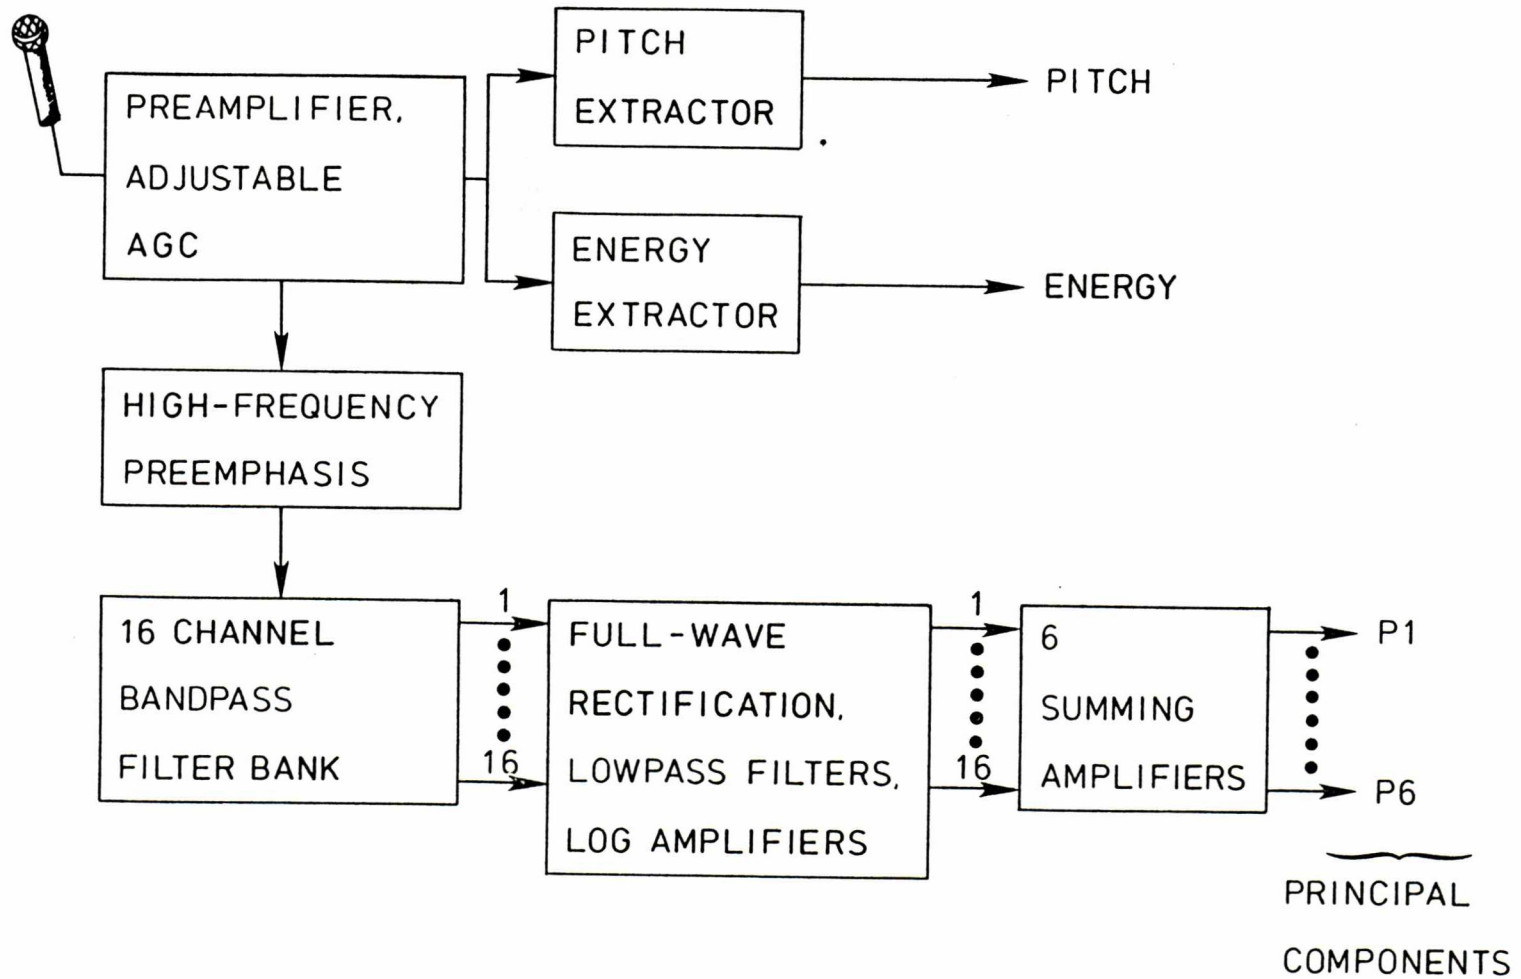 PREAMPLIFIER,
ADJUSTABLE
AGC
PITCH
EXTRACTOR
PITCH
ENERGY
EXTRACTOR
ENERGY
HIGH-FREQUENCY
PREEMPHASIS
16 CHANNEL
BANDPASS
FILTER BANK
1
16
FULL-WAVE
RECTIFICATION,
LOWPASS FILTERS,
LOG AMPLIFIERS
1
16
6
SUMMING
AMPLIFIERS
P1
P6
PRINCIPAL
COMPONENTS